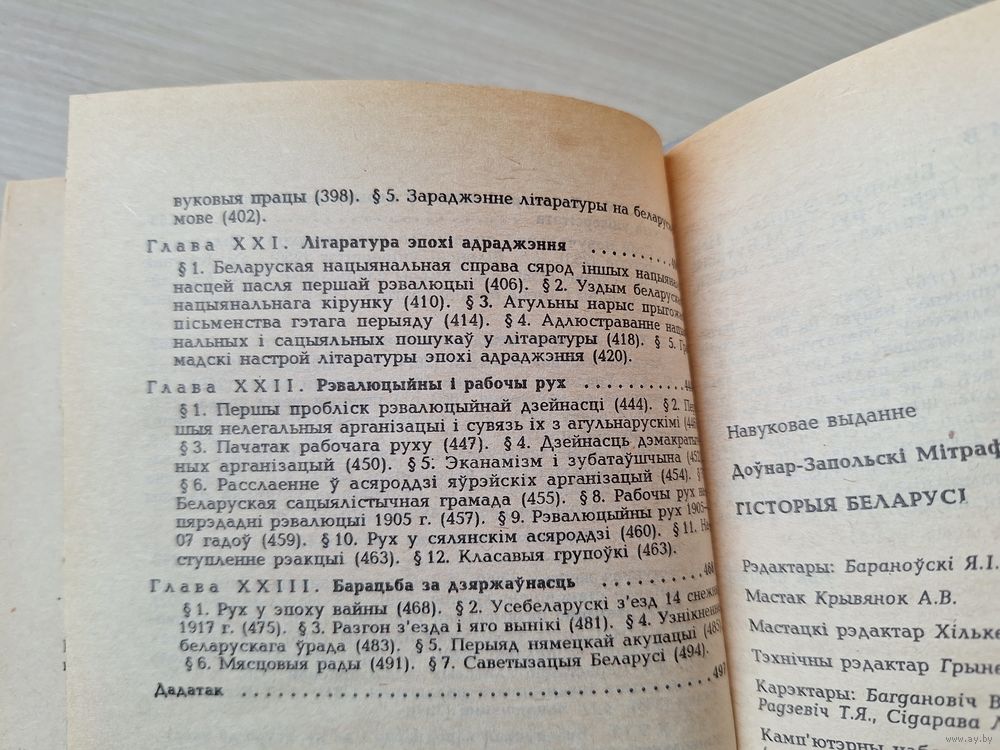 вуковыя працы (398). § 5. Зараджэнне літаратуры на
мове (402).
Глава XXI. Літаратура эпохі адраджэння
§ 1. Беларуская нацыянальная справа сярод іншых
насцей пасля першай рэвалюцыі (406). § 2. Уздым
нацыянальнага кірунку (410). § 3. Агульны нарыс
пісьменства гэтага перыяду (414). § 4. Адлюстраванне
нальных і сацыяльных пошукаў у літаратуры (418). § 5.
мадскі настрой літаратуры эпохі адраджэння (420).
Глава XXII. Рэвалюцыйны і рабочы рух
§ 1. Першы пробліск рэвалюцыйнай дзейнасці (444). § 2.
шыя нелегальныя арганізацыі і сувязь іх з агульнарускімі
§ 3. Пачатак рабочага руху (447). § 4. Дзейнасць
ных арганізацый (450). § 5. Эканамізм і зубатаўшчына
§ 6. Расслаенне ў асяроддзі яўрэйскіх арганізацый (454).
Беларуская сацыялістычная грамада (455). § 8. Рабочы рух
пярэдадні рэвалюцыі 1905 г. (457). § 9. Рэвалюцыйны рух 1905—
07 гадоў (459). § 10. Рух у сялянскім асяроддзі (460). § 11. На-
ступленне рэакцыі (463). § 12. Класавыя групоўкі (463).
Глава XXIII. Барацьба за дзяржаўнасць
§ 1. Рух у эпоху вайны (468). § 2. Усебеларускі з'езд 14
1917 г. (475). § 3. Разгон з'езда і яго вынікі (481). § 4.
беларускага ўрада (483). § 5. Перыяд нямецкай акупацыі
§ 6. Мясцовыя рады (491). § 7. Саветызацыя Беларусі (494).
Дадатак 497
Навуковае выданне
Доўнар-Запольскі
ГІСТОРЫЯ БЕЛАРУСІ
Рэдактары: Бараноўскі Я.І.
Мастак Крывянок А.В.
Мастацкі рэдактар
Тэхнічны рэдактар
Карэктары: Багдановіч
Радзевіч Т.Я., Сідарава
www.ay.by